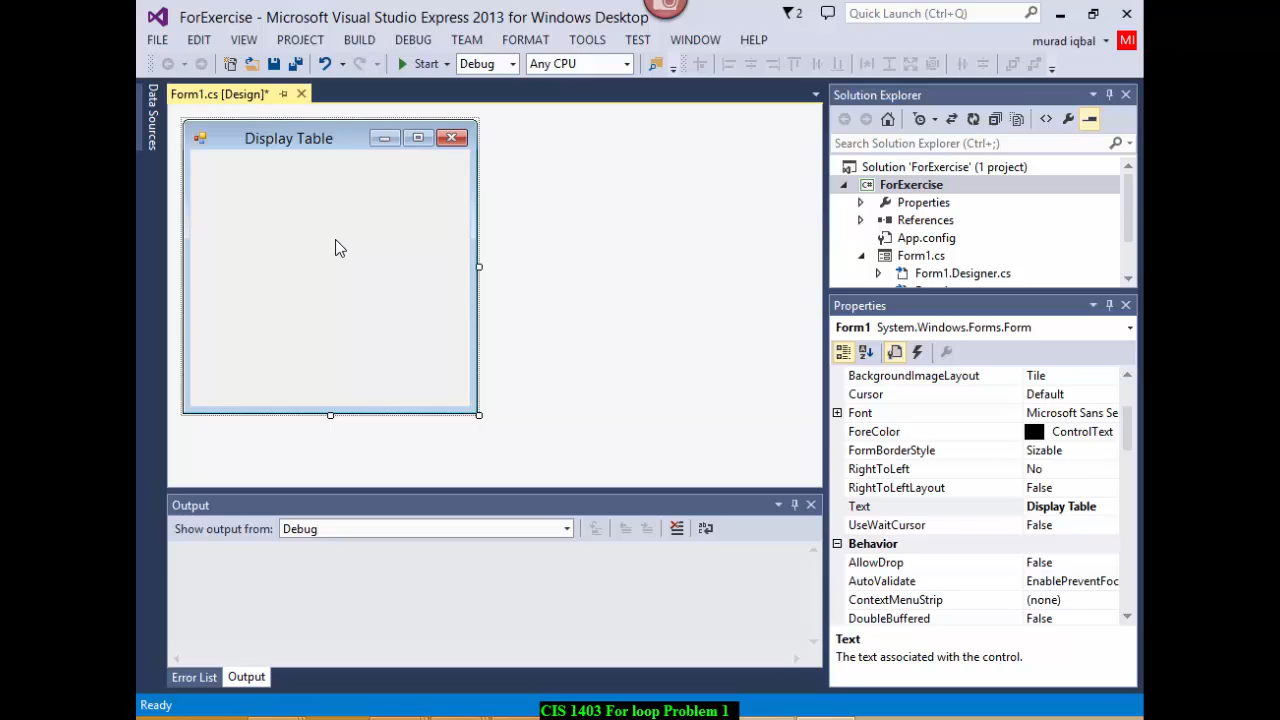 ForExercise - Microsoft Visual Studio Express 2013 for Windows Desktop
2
Quick Launch (Ctrl+Q)
FILE EDIT VIEW PROJECT BUILD DEBUG TEAM FORMAT TOOLS TEST WINDOW HELP
murad iqbal MI
Start Debug Any CPU
Data Sources
Form1.cs [Design]*
Display Table
Solution Explorer
Search Solution Explorer (Ctrl+;)
Solution 'ForExercise' (1 project)
C# ForExercise
Properties
References
App.config
Form1.cs
Form1.Designer.cs
Properties
Form1 System.Windows.Forms.Form
BackgroundImageLayout Tile
Cursor Default
Font Microsoft Sans Se
ForeColor ControlText
FormBorderStyle Sizable
RightToLeft No
RightToLeftLayout False
Text Display Table
UseWaitCursor False
Behavior
AllowDrop False
AutoValidate EnablePreventFoc
ContextMenuStrip (none)
DoubleBuffered False
Text
The text associated with the control.
Output
Show output from: Debug
Error List Output
Ready
CIS 1403 For loop Problem 1